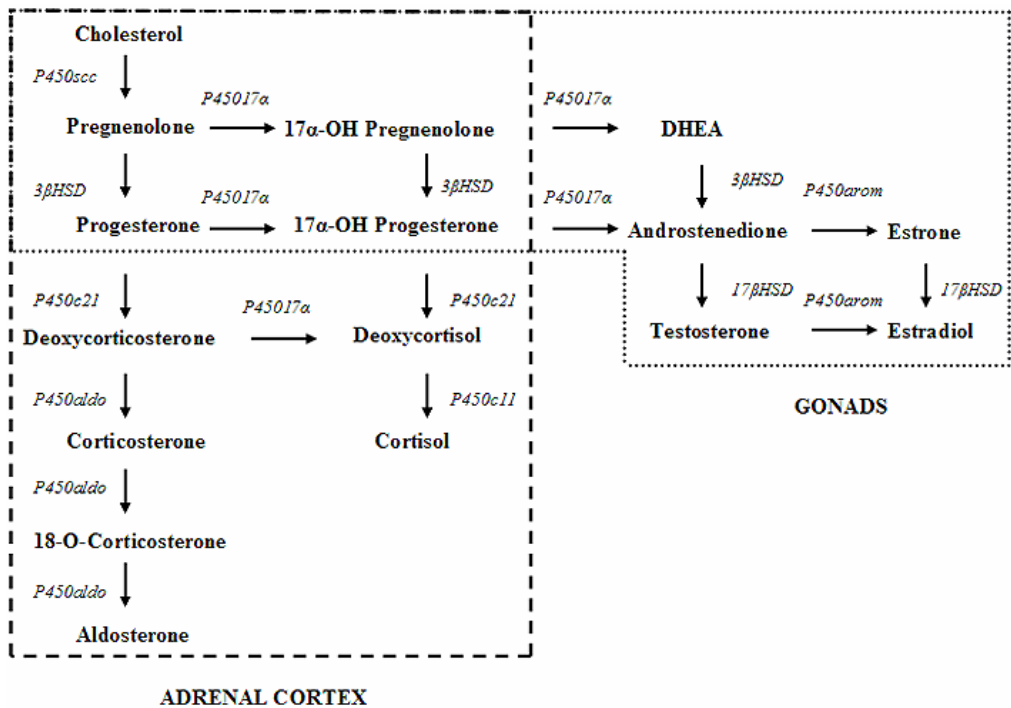 Cholesterol
P450scc
P45017α
P45017α
Pregnenolone
17α-OH Pregnenolone
DHEA
3βHSD
3βHSD
3βHSD
P450arom
P45017α
P45017α
Progesterone
17α-OH Progesterone
Androstenedione
Estrone
P450c21
P45017α
P450c21
17βHSD
P450arom
17βHSD
Deoxycorticosterone
Deoxycortisol
Testosterone
Estradiol
P450aldo
P450c11
GONADS
Corticosterone
Cortisol
P450aldo
18-O-Corticosterone
P450aldo
Aldosterone
ADRENAL CORTEX